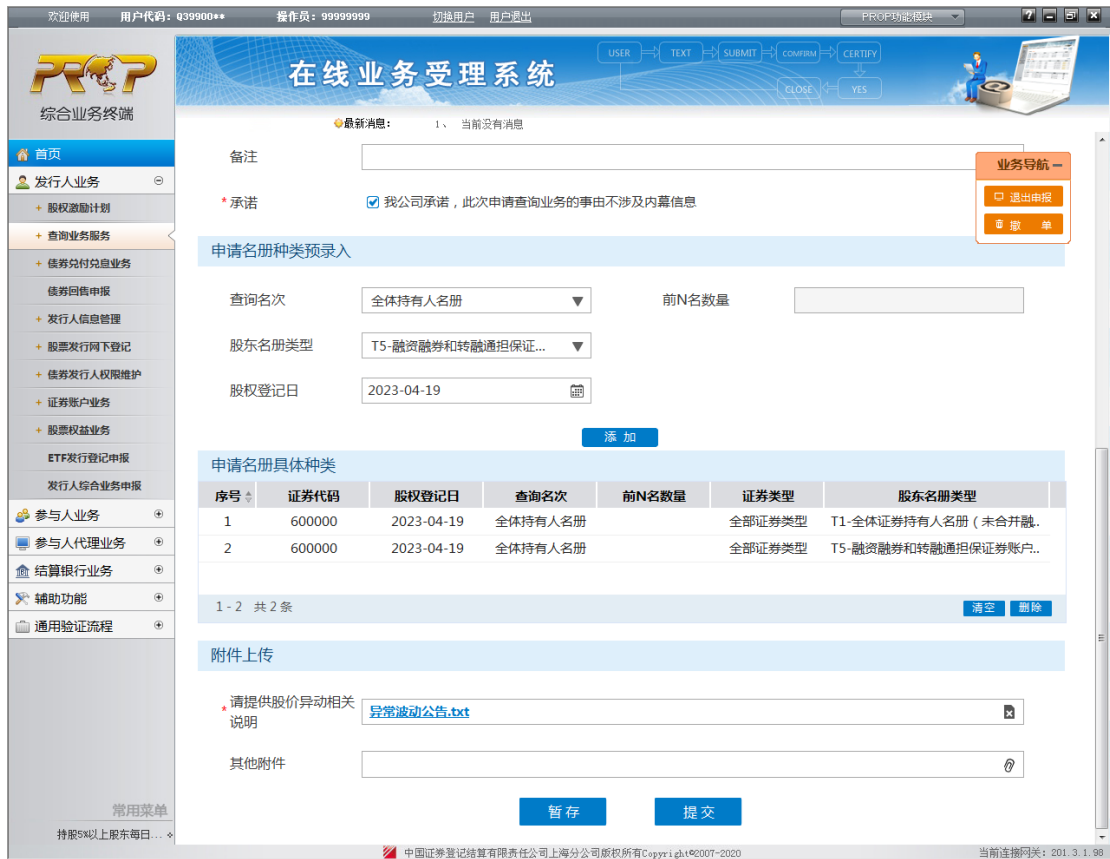 欢迎使用 用户代码: Q39900** 操作员: 99999999 切换用户 用户退出 PROP功能模块
PROP
综合业务终端
在线业务受理系统
USER TEXT SUBMIT CONFIRM CERTIFY
CLOSE YES
最新消息: 1、 当前没有消息
首页
发行人业务
+ 股权激励计划
+ 查询业务服务
+ 债券兑付兑息业务
债券回售申报
+ 发行人信息管理
+ 股票发行网下登记
+ 债券发行人权限维护
+ 证券账户业务
+ 股票权益业务
ETF发行登记申报
发行人综合业务申报
参与人业务
参与人代理业务
结算银行业务
辅助功能
通用验证流程
常用菜单
持股5%以上股东每日...
备注
业务导航
退出申报
撤 单
*承诺 我公司承诺，此次申请查询业务的事由不涉及内幕信息
申请名册种类预录入
查询名次 全体持有人名册 前N名数量
股东名册类型 T5-融资融券和转融通担保证...
股权登记日 2023-04-19
添 加
申请名册具体种类
序号 证券代码 股权登记日 查询名次 前N名数量 证券类型 股东名册类型
1 600000 2023-04-19 全体持有人名册 全部证券类型 T1-全体证券持有人名册（未合并融..
2 600000 2023-04-19 全体持有人名册 全部证券类型 T5-融资融券和转融通担保证券账户..
1 - 2 共 2 条 清空 删除
附件上传
*请提供股价异动相关
说明
异常波动公告.txt
其他附件
暂存 提交
中国证券登记结算有限责任公司上海分公司版权所有Copyright©2007-2020 当前连接网关: 201.3.1.98